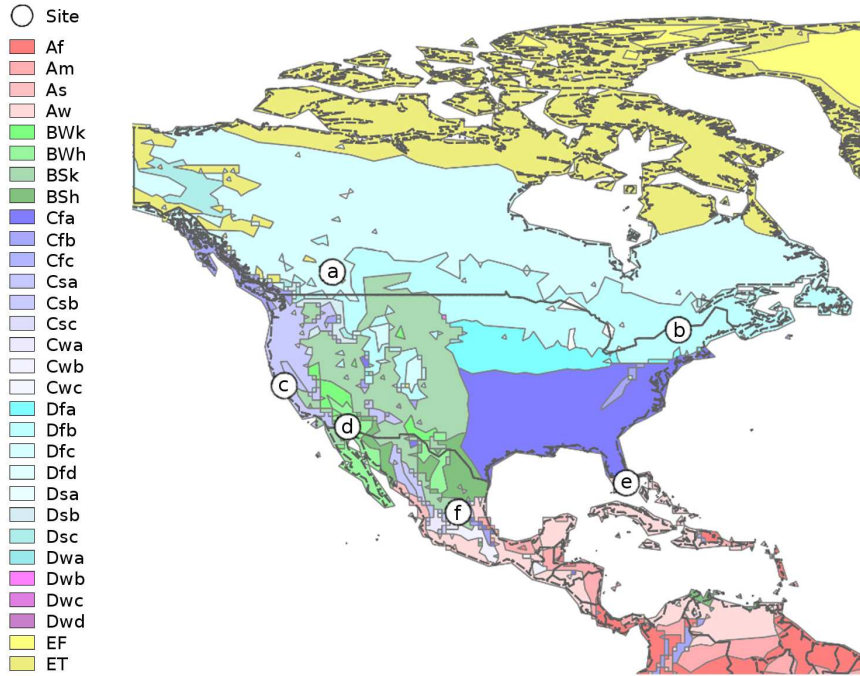 Site
Af
Am
As
Aw
BWk
BWh
BSk
BSh
Cfa
Cfb
Cfc
Csa
Csb
Csc
Cwa
Cwb
Cwc
Dfa
Dfb
Dfc
Dfd
Dsa
Dsb
Dsc
Dwa
Dwb
Dwc
Dwd
EF
ET
a
b
c
d
e
f